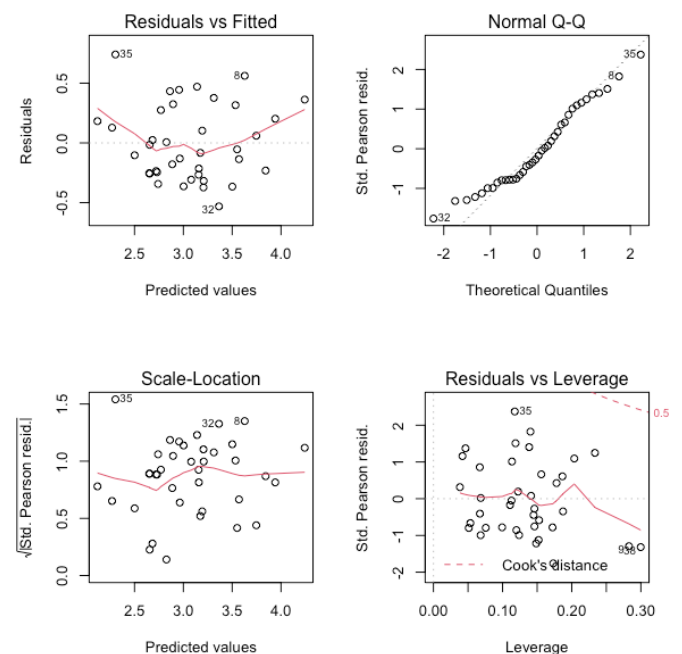 Residuals vs Fitted
Residuals
0.5
0.0
-0.5
35
8
32
2.5 3.0 3.5 4.0
Predicted values
Normal Q-Q
Std. Pearson resid.
2
1
0
-1
35
8
32
-2 -1 0 1 2
Theoretical Quantiles
Scale-Location
√|Std. Pearson resid.|
1.5
1.0
0.5
0.0
35
32
8
2.5 3.0 3.5 4.0
Predicted values
Residuals vs Leverage
Std. Pearson resid.
2
1
0
-1
-2
35
0.5
Cook's distance
0.00 0.10 0.20 0.30
Leverage